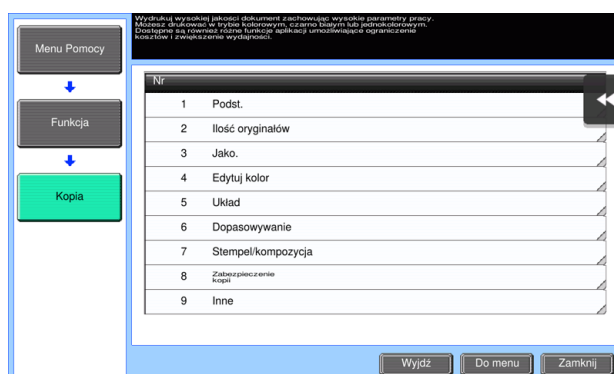 Wydrukuj wysokiej jakości dokument zachowując wysokie parametry pracy.
Możesz drukować w trybie kolorowym, czarno białym lub jednokolorowym.
Dostępne są również różne funkcje aplikacji umożliwiające ograniczenie
kosztów i zwiększenie wydajności.
Menu Pomocy
Funkcja
Kopia
Nr
1 Podst.
2 Ilość oryginałów
3 Jako.
4 Edytuj kolor
5 Układ
6 Dopasowywanie
7 Stempel/kompozycja
8 Zabezpieczenie
kopii
9 Inne
Wyjdź Do menu Zamknij